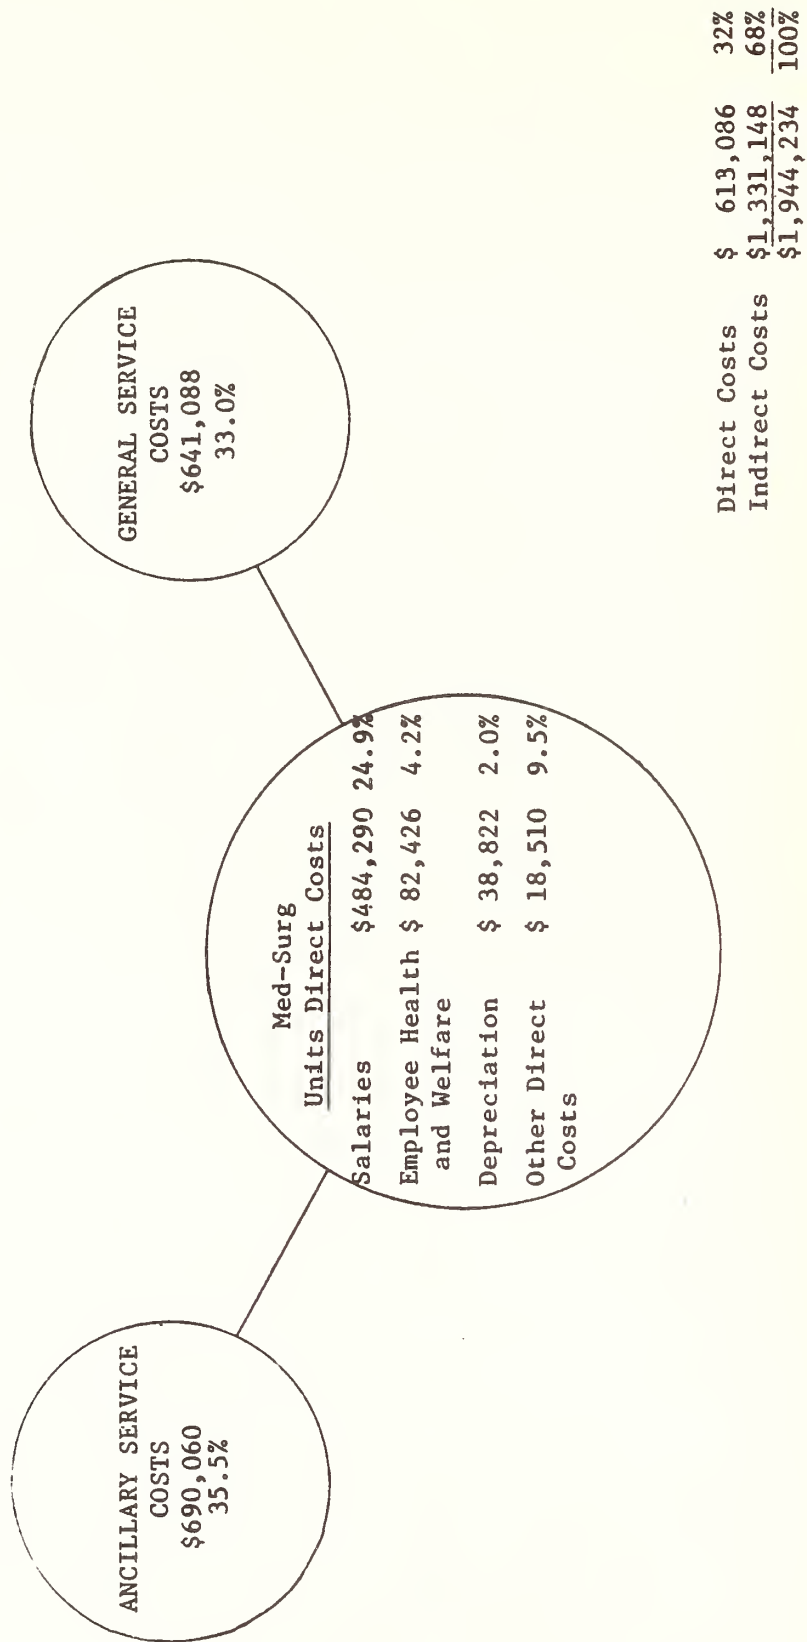 ANCILLARY SERVICE
COSTS
$690,060
35.5%
GENERAL SERVICE
COSTS
$641,088
33.0%
Med-Surg
Units Direct Costs
Salaries $484,290 24.9%
Employee Health $ 82,426 4.2%
and Welfare
Depreciation $ 38,822 2.0%
Other Direct $ 18,510 9.5%
Costs
Direct Costs $ 613,086 32%
Indirect Costs $1,331,148 68%
$1,944,234 100%